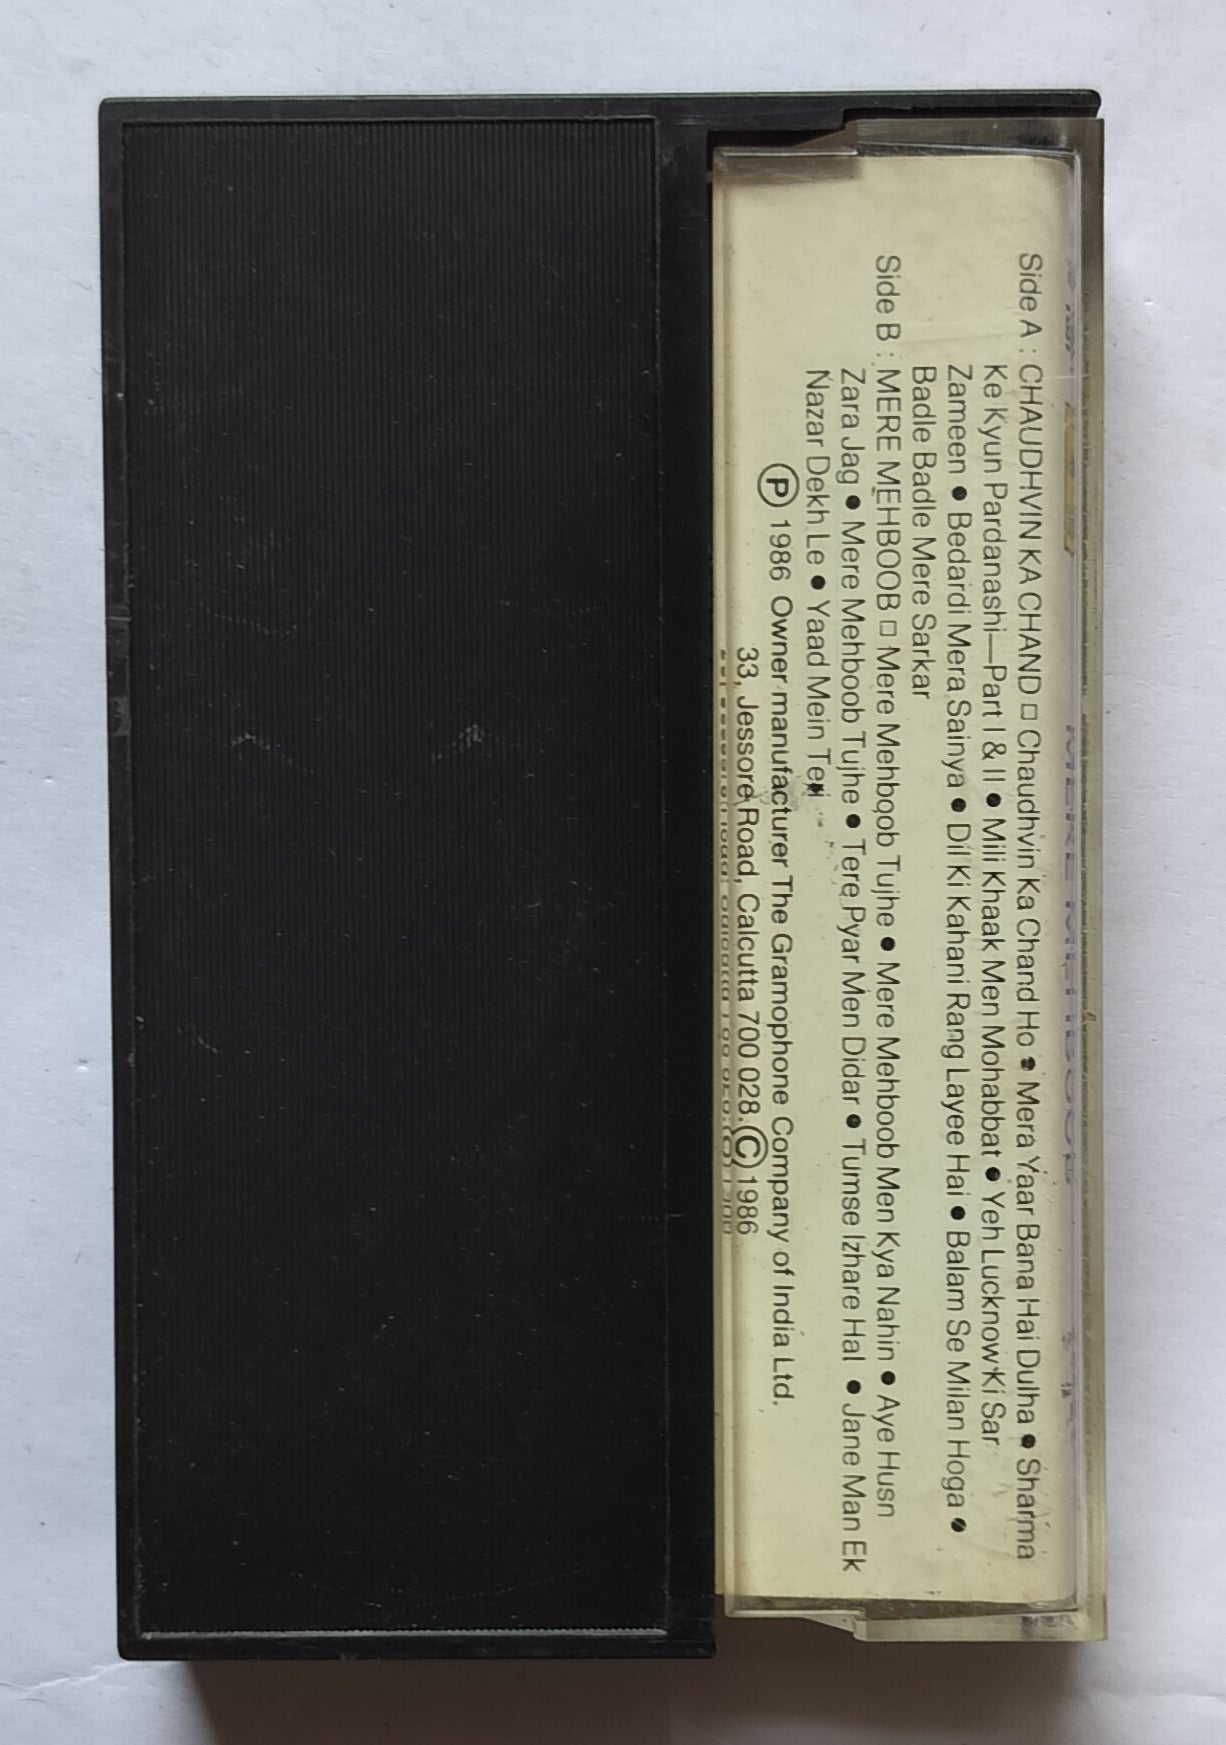 Side A : CHAUDHVIN KA CHAND □ Chaudhvin Ka Chand Ho ● Mera Yaar Bana Hai Dulha ● Sharma
Ke Kyun Pardanashi—Part I & II ● Mili Khaak Men Mohabbat ● Yeh Lucknow Ki Sar
Zameen ● Bedardi Mera Sainya ● Dil Ki Kahani Rang Layee Hai ● Balam Se Milan Hoga ●
Badle Badle Mere Sarkar
Side B : MERE MEHBOOB □ Mere Mehboob Tujhe ● Mere Mehboob Men Kya Nahin ● Aye Husn
Zara Jag ● Mere Mehboob Tujhe ● Tere Pyar Men Didar ● Tumse Izhare Hal ● Jane Man Ek
Nazar Dekh Le ● Yaad Mein Teri
℗ 1986 Owner manufacturer The Gramophone Company of India Ltd.
33, Jessore Road, Calcutta 700 028. © 1986